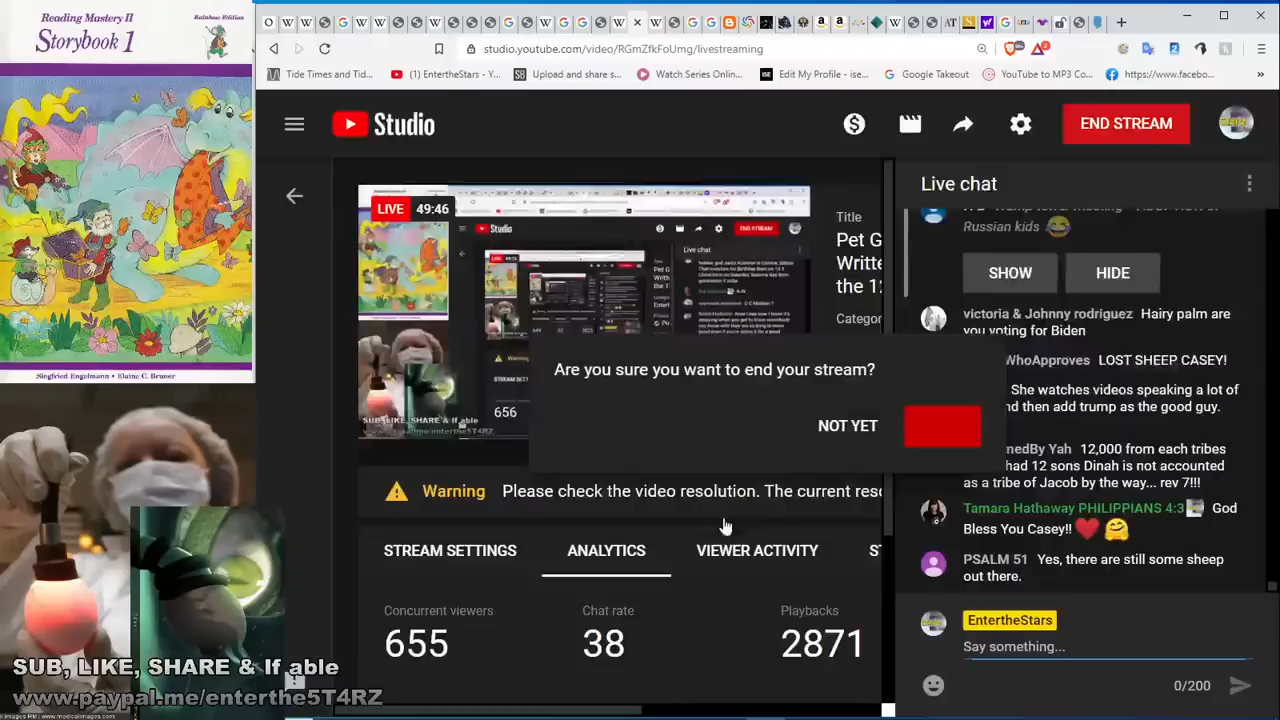 Reading Mastery II
Rainbow Edition
Storybook 1
Siegfried Engelmann • Elaine C. Bruner
SUB, LIKE, SHARE & If able
www.paypal.me/enterthe5T4RZ
studio.youtube.com/video/RGmZfkFoUmg/livestreaming
Tide Times and Tid...
(1) EntertheStars - Y...
Upload and share s...
Watch Series Onlin...
Edit My Profile - ise...
Google Takeout
YouTube to MP3 Co...
https://www.facebo...
Studio
END STREAM
LIVE 49:46
Title
Pet G
Writte
the 12
Categor
Are you sure you want to end your stream?
NOT YET
Warning Please check the video resolution. The current reso
STREAM SETTINGS
ANALYTICS
VIEWER ACTIVITY
Concurrent viewers
655
Chat rate
38
Playbacks
2871
Live chat
Russian kids
SHOW
HIDE
victoria & Jonny rodriguez Hairy palm are
you voting for Biden
WhoApproves LOST SHEEP CASEY!
She watches videos speaking a lot of
nd then add trump as the good guy.
medBy Yah 12,000 from each tribes
had 12 sons Dinah is not accounted
as a tribe of Jacob by the way... rev 7!!!
Tamara Hathaway PHILIPPIANS 4:3 God
Bless You Casey!!
PSALM 51 Yes, there are still some sheep
out there.
EntertheStars
Say something...
0/200